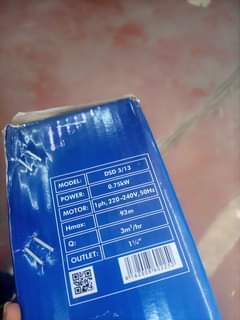 MODEL: DSD 3/13
POWER: 0.75kW
MOTOR: 1ph, 220-240V, 50Hz
Hmax: 93m
Q: 3m³/hr
OUTLET: 1¼"